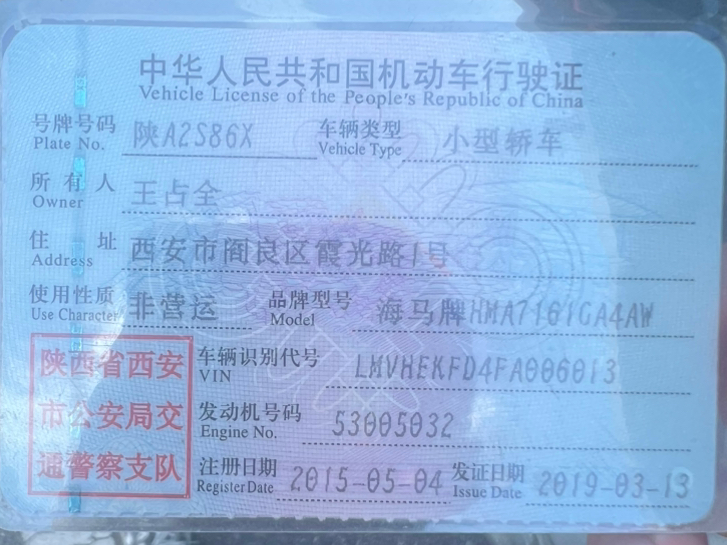 中华人民共和国机动车行驶证
Vehicle License of the People's Republic of China
号牌号码 陕A2S86X 车辆类型 小型轿车
Plate No. Vehicle Type
所有人 王占全
Owner
住址 西安市阎良区霞光路1号
Address
使用性质 非营运 品牌型号 海马牌HMA7161GA4AW
Use Character Model
陕西省西安 车辆识别代号 LMVHEKFD4FA006013
VIN
市公安局交 发动机号码 53005032
Engine No.
通警察支队 注册日期 2015-05-04 发证日期 2019-03-13
Register Date Issue Date